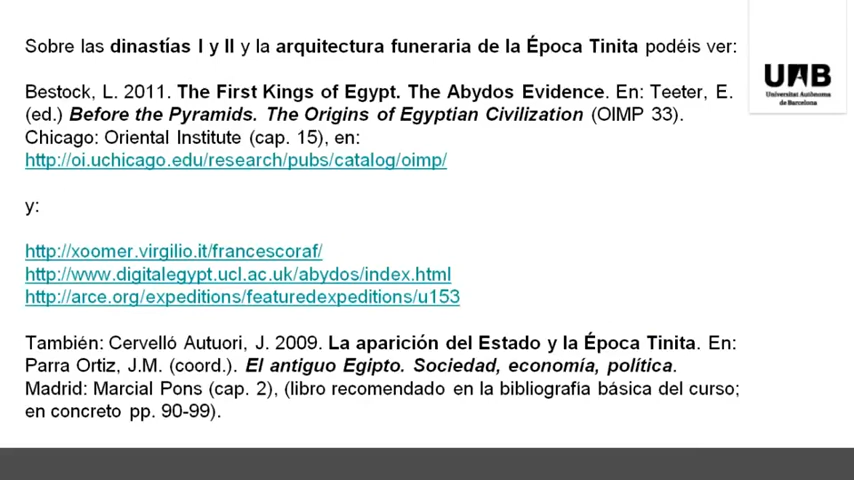 Sobre las dinastías I y II y la arquitectura funeraria de la Época Tinita podéis ver:
Bestock, L. 2011. The First Kings of Egypt. The Abydos Evidence. En: Teeter, E.
(ed.) Before the Pyramids. The Origins of Egyptian Civilization (OIMP 33).
Chicago: Oriental Institute (cap. 15), en:
http://oi.uchicago.edu/research/pubs/catalog/oimp/
y:
http://xoomer.virgilio.it/francescoraf/
http://www.digitalegypt.ucl.ac.uk/abydos/index.html
http://arce.org/expeditions/featuredexpeditions/u153
También: Cervelló Autuori, J. 2009. La aparición del Estado y la Época Tinita. En:
Parra Ortiz, J.M. (coord.). El antiguo Egipto. Sociedad, economía, política.
Madrid: Marcial Pons (cap. 2), (libro recomendado en la bibliografía básica del curso;
en concreto pp. 90-99).
UAB
Universitat Autònoma
de Barcelona